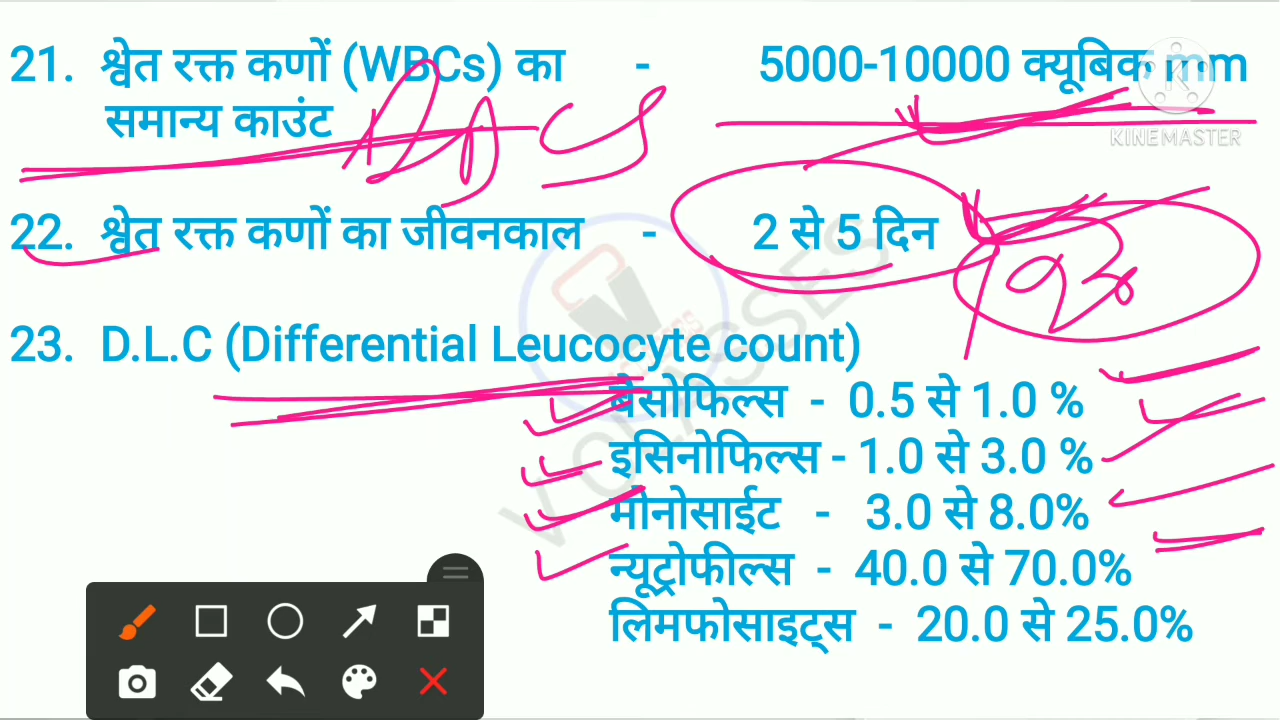 21. श्वेत रक्त कणों (WBCs) का - 5000-10000 क्यूबिक mm
समान्य काउंट
KINEMASTER
22. श्वेत रक्त कणों का जीवनकाल - 2 से 5 दिन
V CLASSES
23. D.L.C (Differential Leucocyte count)
बेसोफिल्स - 0.5 से 1.0 %
इसिनोफिल्स - 1.0 से 3.0 %
मोनोसाईट - 3.0 से 8.0%
न्यूट्रोफील्स - 40.0 से 70.0%
लिमफोसाइट्स - 20.0 से 25.0%